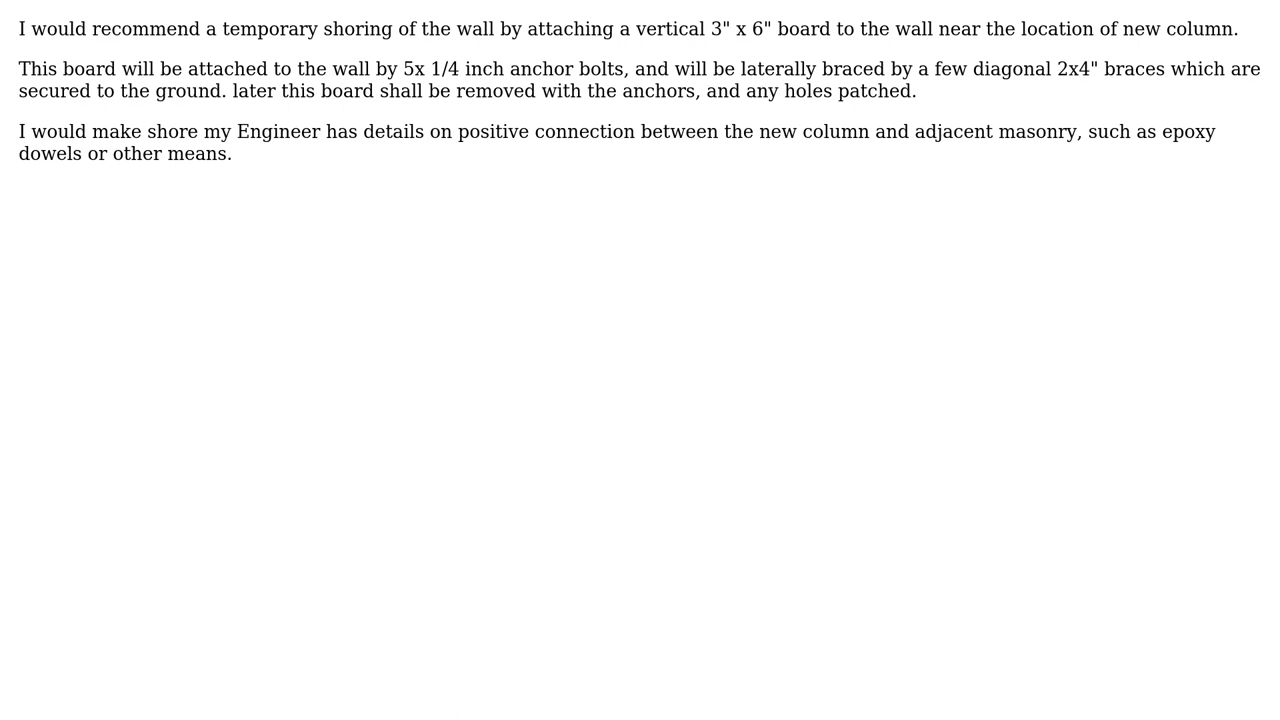 I would recommend a temporary shoring of the wall by attaching a vertical 3" x 6" board to the wall near the location of new column.
This board will be attached to the wall by 5x 1/4 inch anchor bolts, and will be laterally braced by a few diagonal 2x4" braces which are
secured to the ground. later this board shall be removed with the anchors, and any holes patched.
I would make shore my Engineer has details on positive connection between the new column and adjacent masonry, such as epoxy
dowels or other means.